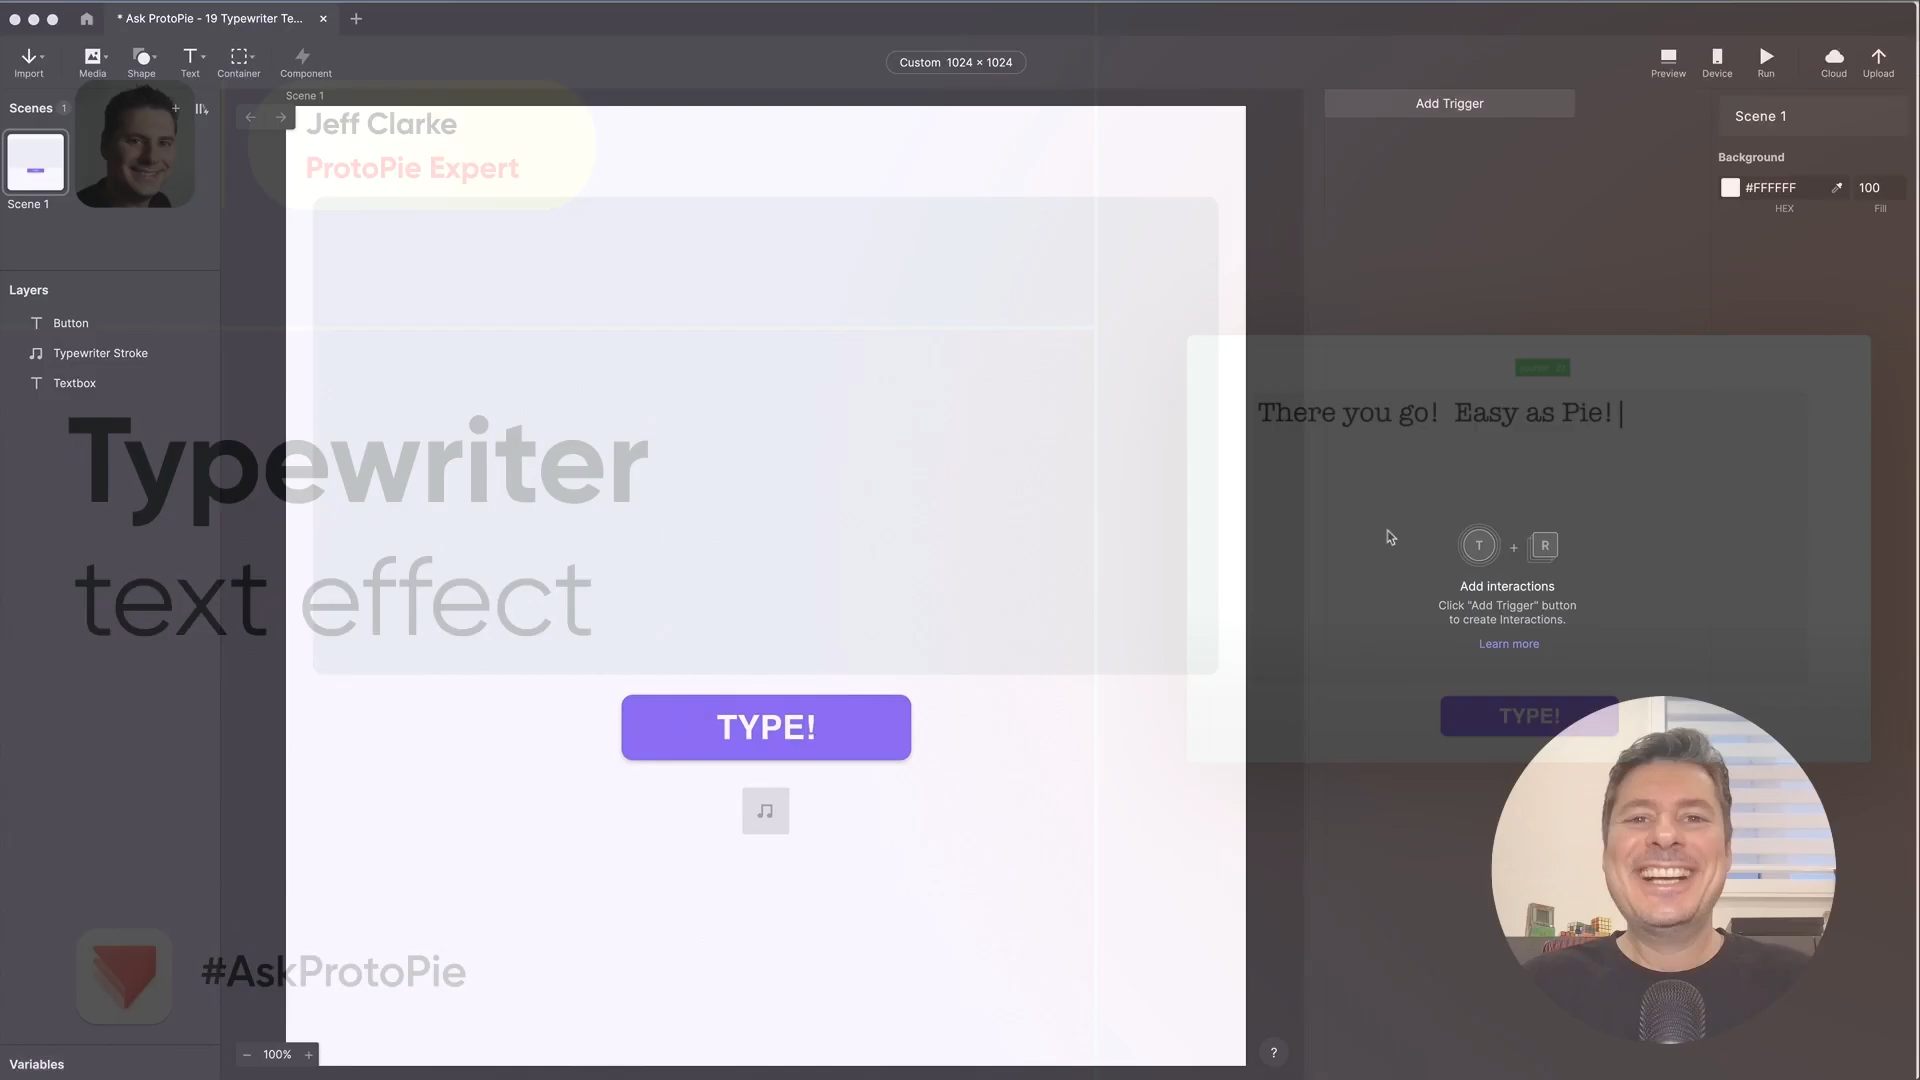 * Ask ProtoPie - 19 Typewriter Te...
Import
Media
Shape
Text
Container
Component
Custom 1024 × 1024
Preview
Device
Run
Cloud
Upload
Scenes 1
Scene 1
Scene 1
Jeff Clarke
ProtoPie Expert
Add Trigger
Scene 1
Background
#FFFFFF
100
HEX
Fill
Layers
Button
Typewriter Stroke
Textbox
Typewriter
text effect
There you go! Easy as Pie!|
T + R
Add interactions
Click "Add Trigger" button
to create Interactions.
Learn more
TYPE!
TYPE!
#AskProtoPie
100%
?
Variables